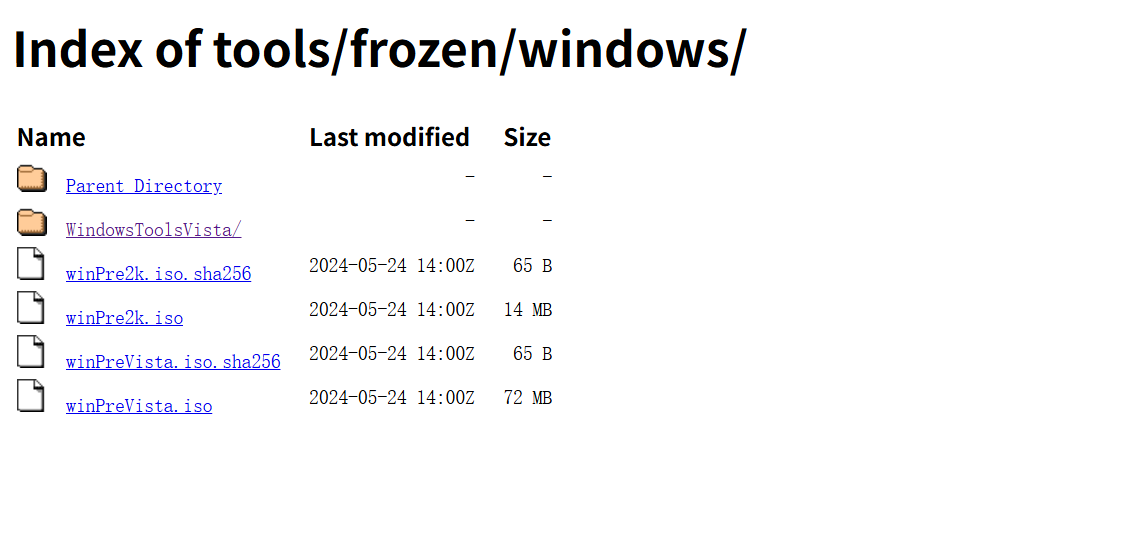 Index of tools/frozen/windows/
Name Last modified Size
Parent Directory - -
WindowsToolsVista/ - -
winPre2k.iso.sha256 2024-05-24 14:00Z 65 B
winPre2k.iso 2024-05-24 14:00Z 14 MB
winPreVista.iso.sha256 2024-05-24 14:00Z 65 B
winPreVista.iso 2024-05-24 14:00Z 72 MB